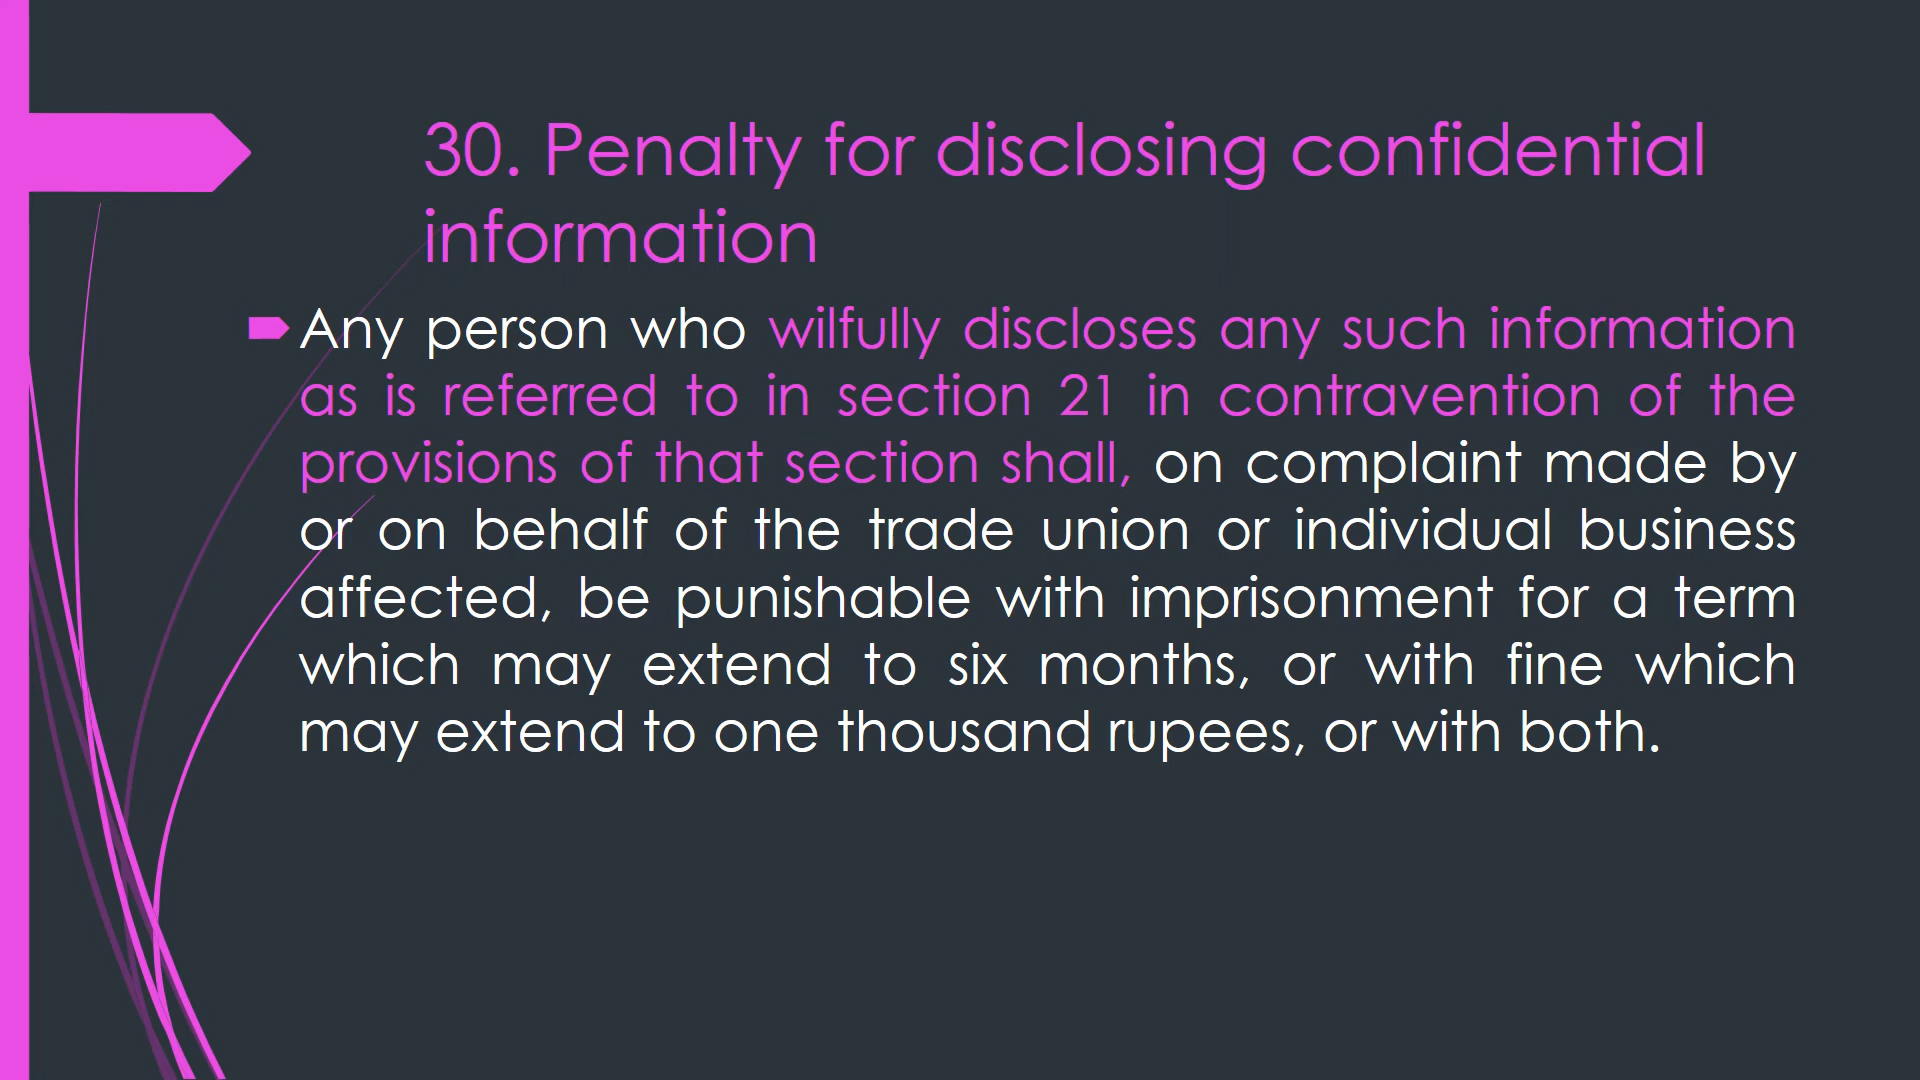 30. Penalty for disclosing confidential
information
Any person who wilfully discloses any such information
as is referred to in section 21 in contravention of the
provisions of that section shall, on complaint made by
or on behalf of the trade union or individual business
affected, be punishable with imprisonment for a term
which may extend to six months, or with fine which
may extend to one thousand rupees, or with both.